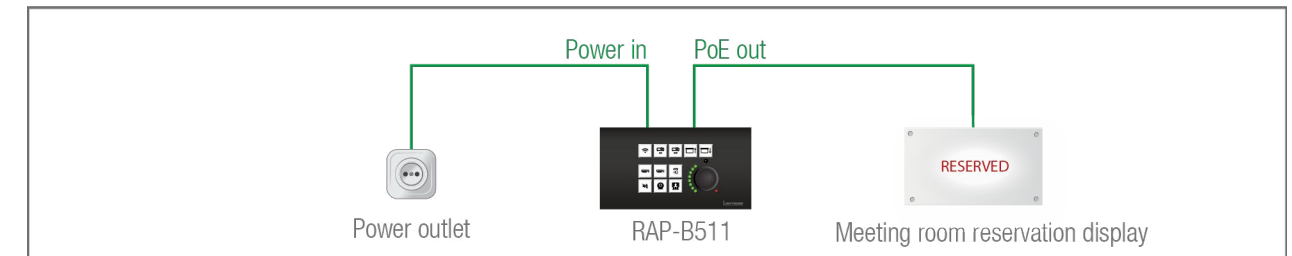 Power in
PoE out
RESERVED
Power outlet
RAP-B511
Meeting room reservation display